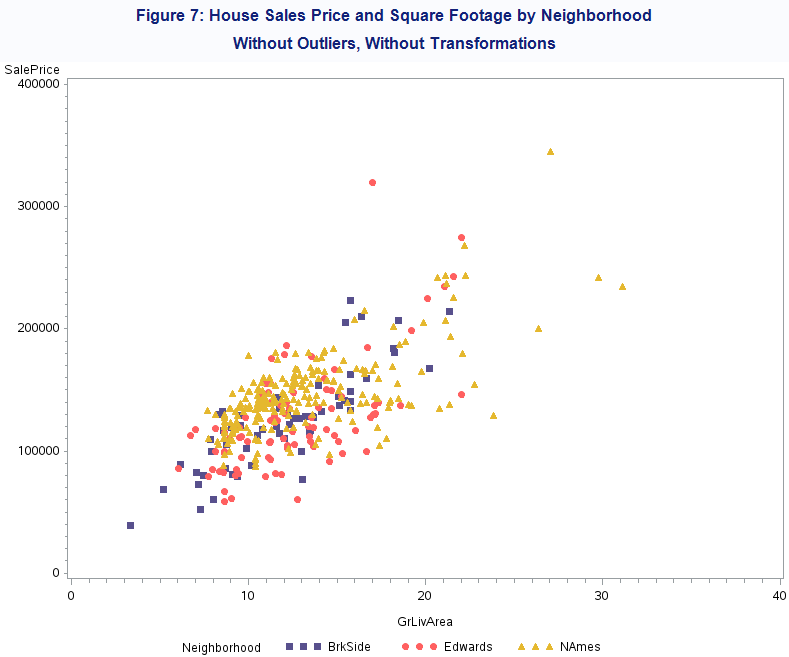 Figure 7: House Sales Price and Square Footage by Neighborhood
Without Outliers, Without Transformations
SalePrice
400000
300000
200000
100000
0
0 10 20 30 40
GrLivArea
Neighborhood BrkSide Edwards NAmes